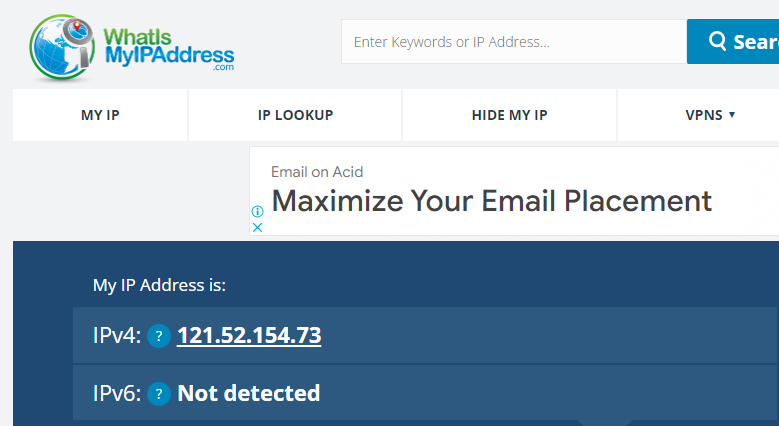 WhatIs
MyIPAddress
.com
Enter Keywords or IP Address...
Sear
MY IP
IP LOOKUP
HIDE MY IP
VPNS
Email on Acid
Maximize Your Email Placement
My IP Address is:
IPv4: ? 121.52.154.73
IPv6: ? Not detected